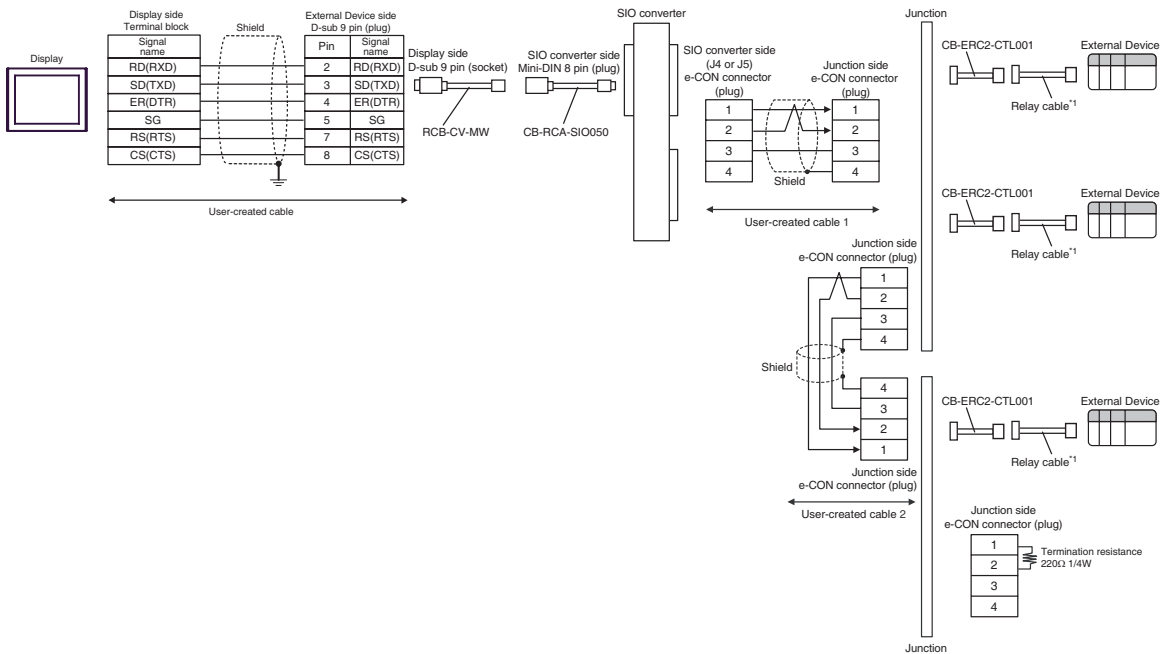 Display
Display side
Terminal block
Signal
name
RD(RXD)
SD(TXD)
ER(DTR)
SG
RS(RTS)
CS(CTS)
Shield
External Device side
D-sub 9 pin (plug)
Pin
Signal
name
2 RD(RXD)
3 SD(TXD)
4 ER(DTR)
5 SG
7 RS(RTS)
8 CS(CTS)
User-created cable
Display side
D-sub 9 pin (socket)
RCB-CV-MW
SIO converter side
Mini-DIN 8 pin (plug)
CB-RCA-SIO050
SIO converter
SIO converter side
(J4 or J5)
e-CON connector
(plug)
1
2
3
4
Shield
Junction side
e-CON connector
(plug)
1
2
3
4
User-created cable 1
Junction
CB-ERC2-CTL001
External Device
Relay cable*1
CB-ERC2-CTL001
External Device
Relay cable*1
Junction side
e-CON connector (plug)
1
2
3
4
Shield
4
3
2
1
Junction side
e-CON connector (plug)
User-created cable 2
CB-ERC2-CTL001
External Device
Relay cable*1
Junction side
e-CON connector (plug)
1
2
3
4
Termination resistance
220Ω 1/4W
Junction